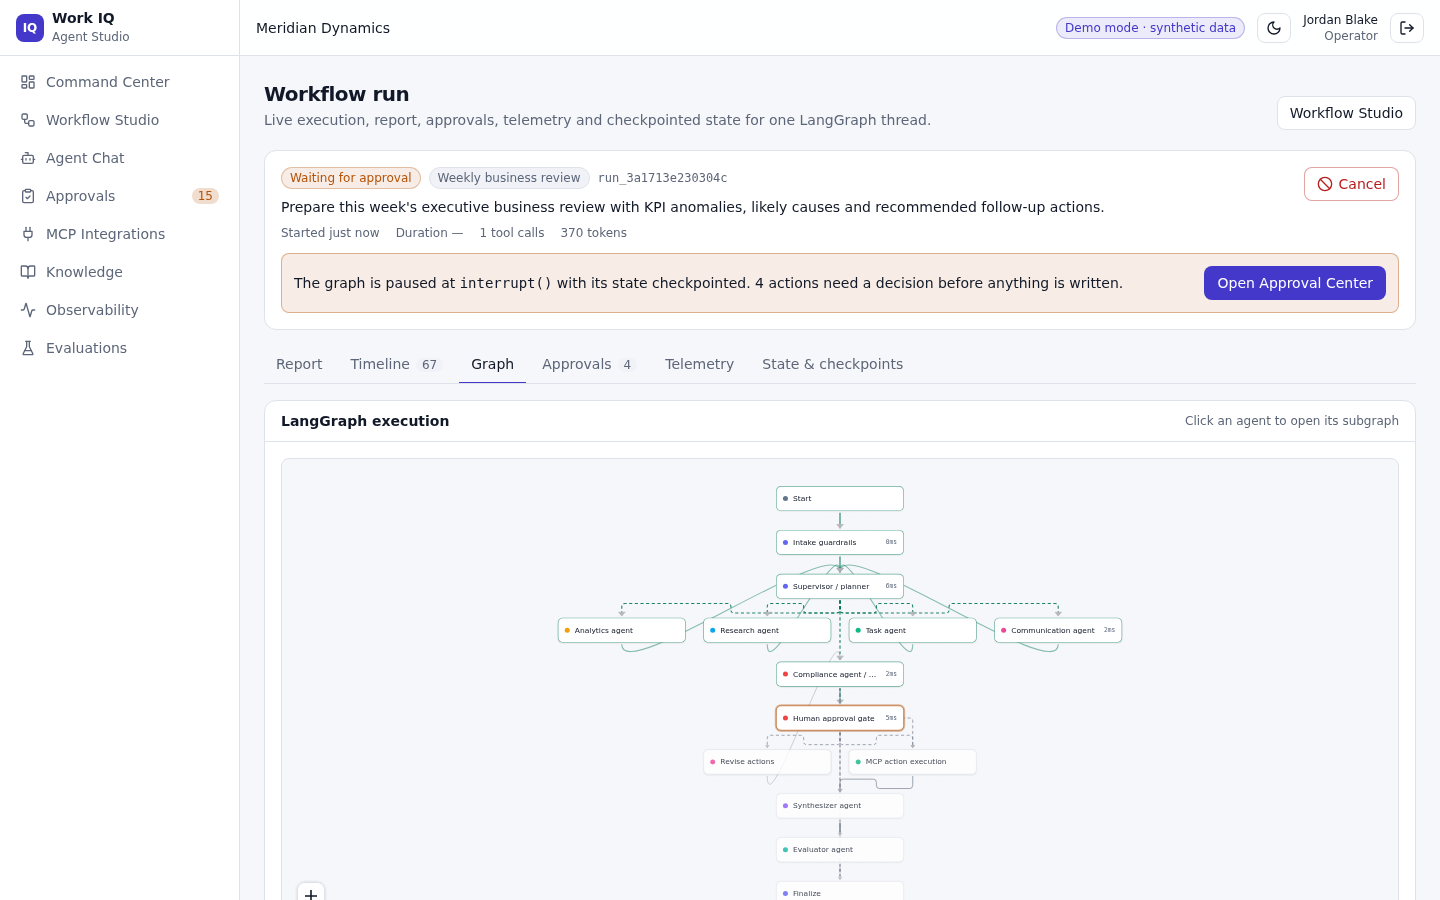 IQ
Work IQ
Agent Studio
Meridian Dynamics
Demo mode · synthetic data
Jordan Blake
Operator
Command Center
Workflow Studio
Agent Chat
Approvals 15
MCP Integrations
Knowledge
Observability
Evaluations
Workflow run
Live execution, report, approvals, telemetry and checkpointed state for one LangGraph thread.
Workflow Studio
Waiting for approval Weekly business review run_3a1713e230304c
Cancel
Prepare this week's executive business review with KPI anomalies, likely causes and recommended follow-up actions.
Started just now Duration — 1 tool calls 370 tokens
The graph is paused at interrupt() with its state checkpointed. 4 actions need a decision before anything is written.
Open Approval Center
Report Timeline 67 Graph Approvals 4 Telemetry State & checkpoints
LangGraph execution
Click an agent to open its subgraph
Start
Intake guardrails 0ms
Supervisor / planner 6ms
Analytics agent Research agent Task agent Communication agent 2ms
Compliance agent / ... 2ms
Human approval gate 5ms
Revise actions MCP action execution
Synthesizer agent
Evaluator agent
Finalize